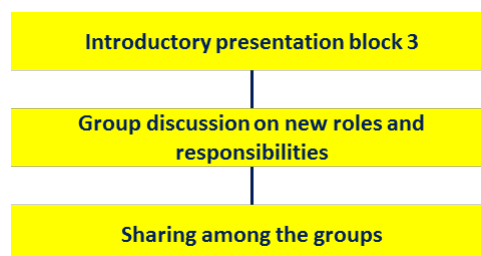 Introductory presentation block 3
Group discussion on new roles and
responsibilities
Sharing among the groups